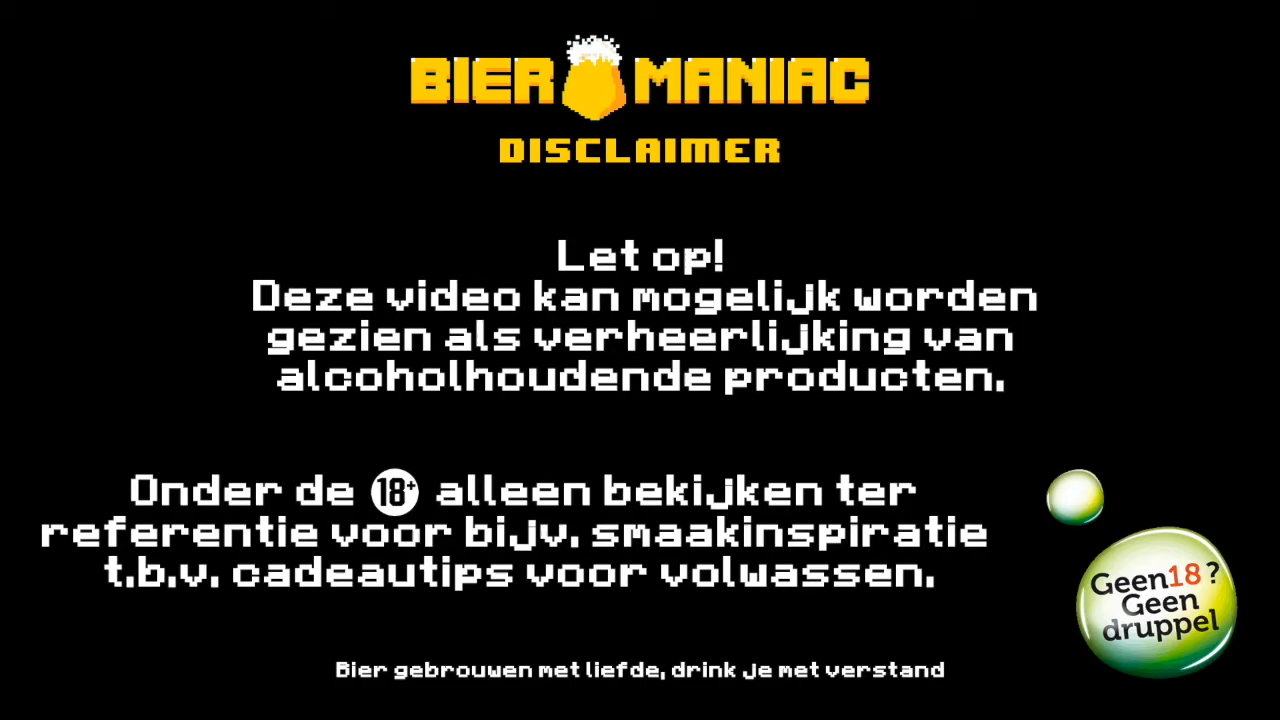 BIER MANIAC
DISCLAIMER
Let op!
Deze video kan mogelijk worden
gezien als verheerlijking van
alcoholhoudende producten.
Onder de 18+ alleen bekijken ter
referentie voor bijv. smaakinspiratie
t.b.v. cadeautips voor volwassen.
Geen18?
Geen
druppel
Bier gebrouwen met liefde, drink je met verstand